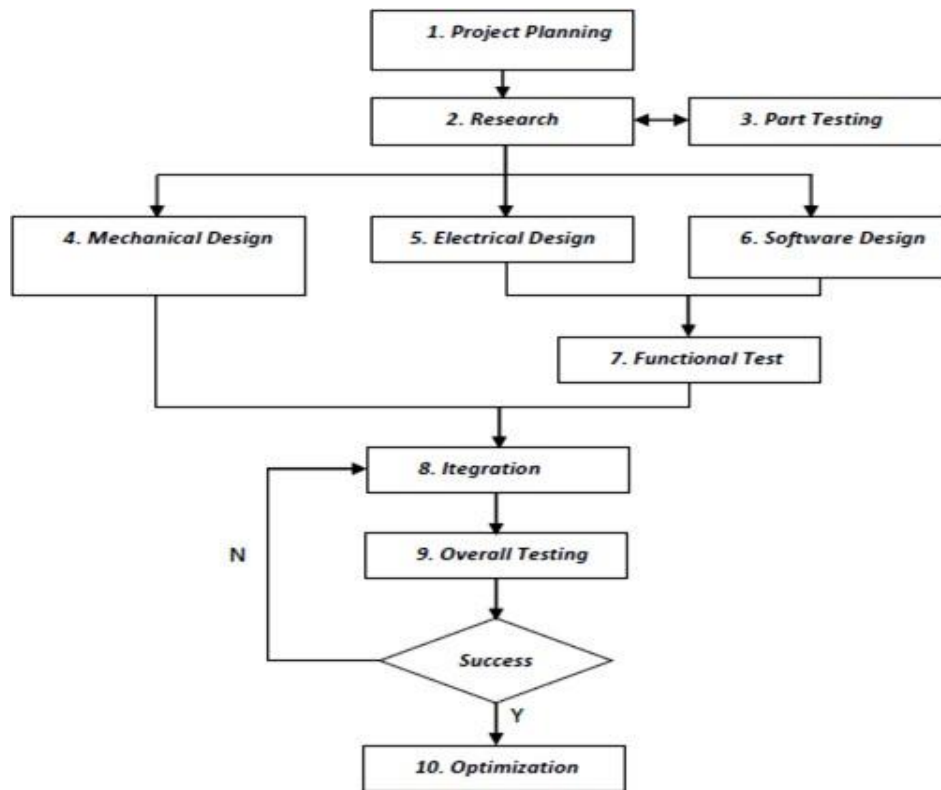 1. Project Planning
2. Research
3. Part Testing
4. Mechanical Design
5. Electrical Design
6. Software Design
7. Functional Test
8. Itegration
9. Overall Testing
N
Success
Y
10. Optimization